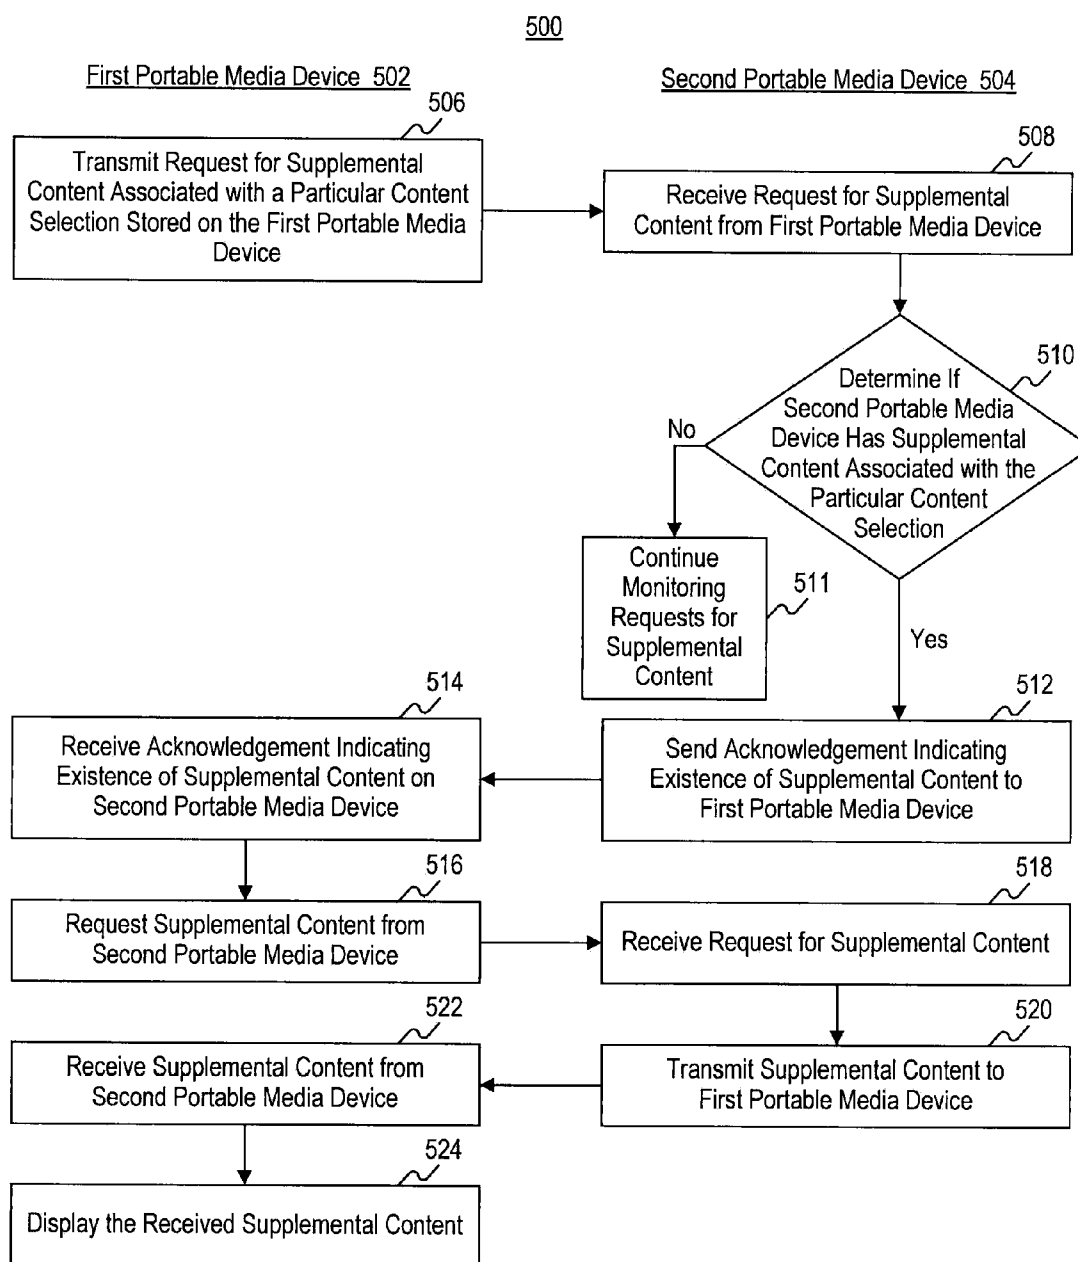 500
First Portable Media Device 502
Second Portable Media Device 504
506
Transmit Request for Supplemental
Content Associated with a Particular Content
Selection Stored on the First Portable Media
Device
508
Receive Request for Supplemental
Content from First Portable Media Device
510
Determine If
Second Portable Media
Device Has Supplemental
Content Associated with the
Particular Content
Selection
No
Continue
Monitoring
Requests for
Supplemental
Content
511
Yes
512
Send Acknowledgement Indicating
Existence of Supplemental Content to
First Portable Media Device
514
Receive Acknowledgement Indicating
Existence of Supplemental Content on
Second Portable Media Device
516
Request Supplemental Content from
Second Portable Media Device
518
Receive Request for Supplemental Content
520
Transmit Supplemental Content to
First Portable Media Device
522
Receive Supplemental Content from
Second Portable Media Device
524
Display the Received Supplemental Content